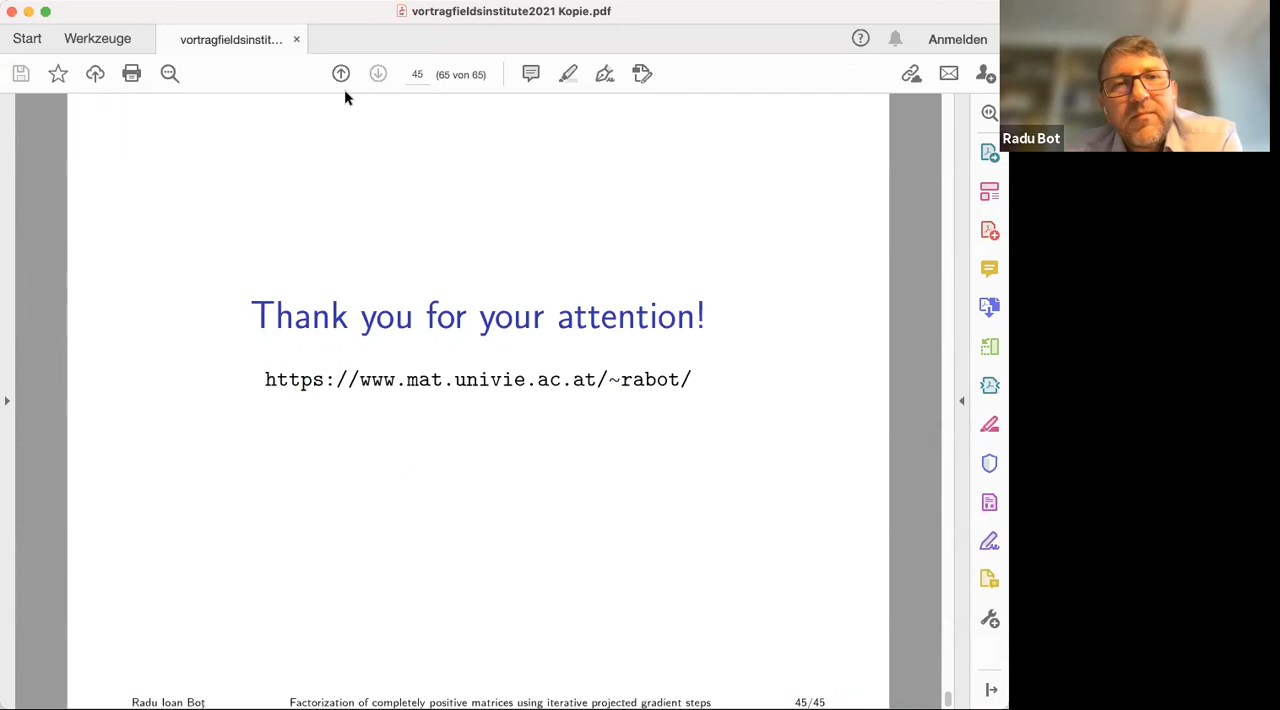 vortragfieldsinstitute2021 Kopie.pdf
Start
Werkzeuge
vortragfieldsinstit...
Anmelden
45
(65 von 65)
Radu Bot
Thank you for your attention!
https://www.mat.univie.ac.at/~rabot/
Radu Ioan Boț
Factorization of completely positive matrices using iterative projected gradient steps
45/45